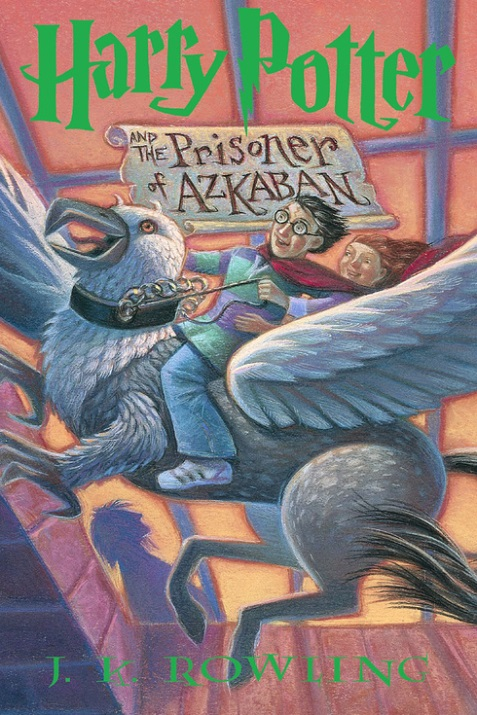 Harry Potter
AND THE Prisoner
of AZKABAN
J. K. ROWLING